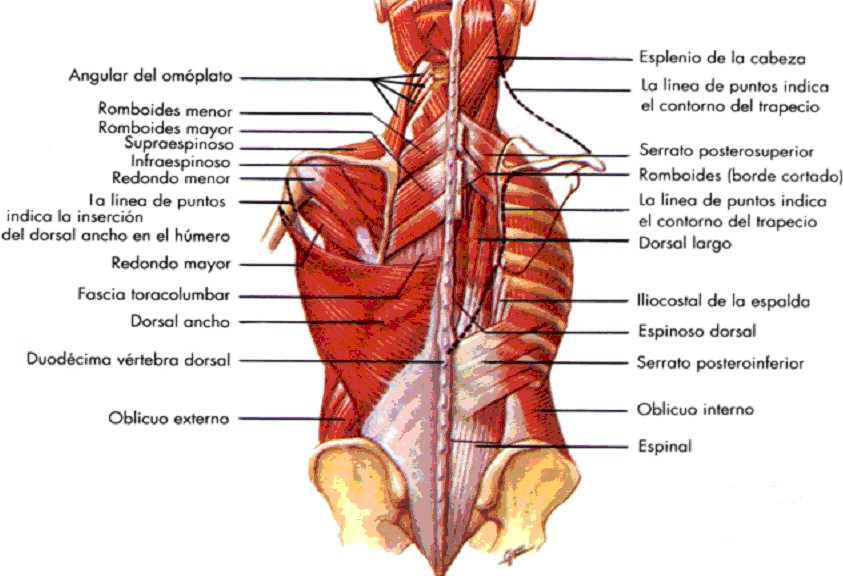 Angular del omóplato
Romboides menor
Romboides mayor
Supraespinoso
Infraespinoso
Redondo menor
la línea de puntos
indica la inserción
del dorsal ancho en el húmero
Redondo mayor
Fascia toracolumbar
Dorsal ancho
Duodécima vértebra dorsal
Oblicuo externo
Esplenio de la cabeza
La línea de puntos indica
el contorno del trapecio
Serrato posterosuperior
Romboides (borde cortado)
La línea de puntos indica
el contorno del trapecio
Dorsal largo
Iliocostal de la espalda
Espinoso dorsal
Serrato posteroinferior
Oblicuo interno
Espinal